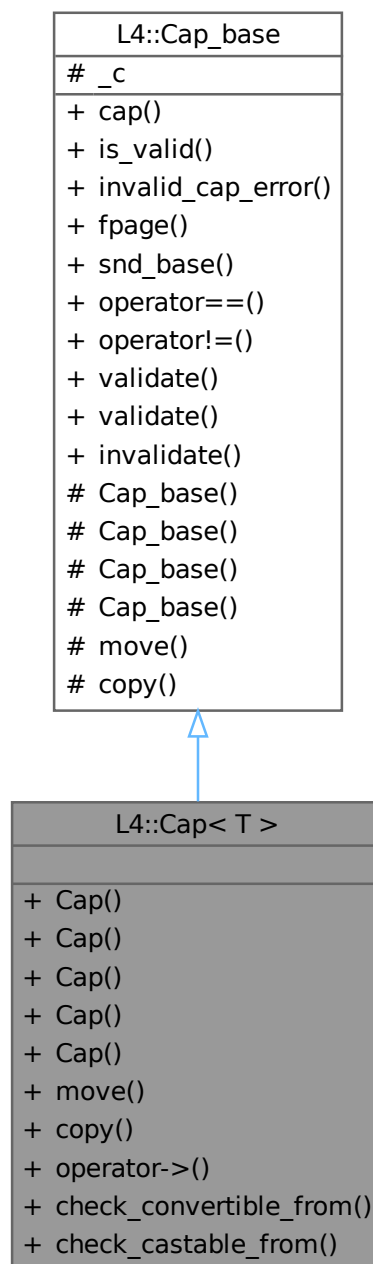 L4::Cap_base
# _c
+ cap()
+ is_valid()
+ invalid_cap_error()
+ fpage()
+ snd_base()
+ operator==()
+ operator!=()
+ validate()
+ validate()
+ invalidate()
# Cap_base()
# Cap_base()
# Cap_base()
# Cap_base()
# move()
# copy()
L4::Cap< T >
+ Cap()
+ Cap()
+ Cap()
+ Cap()
+ Cap()
+ move()
+ copy()
+ operator->()
+ check_convertible_from()
+ check_castable_from()